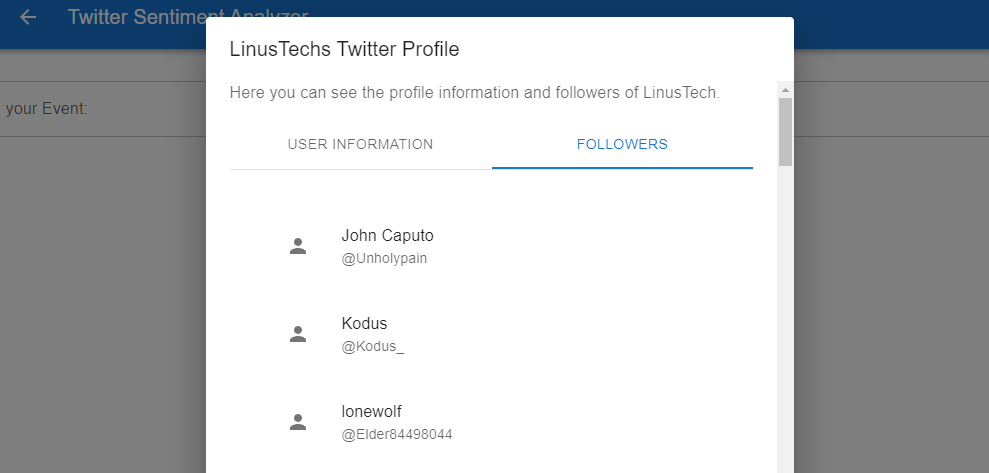 Twitter Sentiment Analyzer
LinusTechs Twitter Profile
Here you can see the profile information and followers of LinusTech.
your Event:
USER INFORMATION
FOLLOWERS
John Caputo
@Unholypain
Kodus
@Kodus_
lonewolf
@Elder84498044